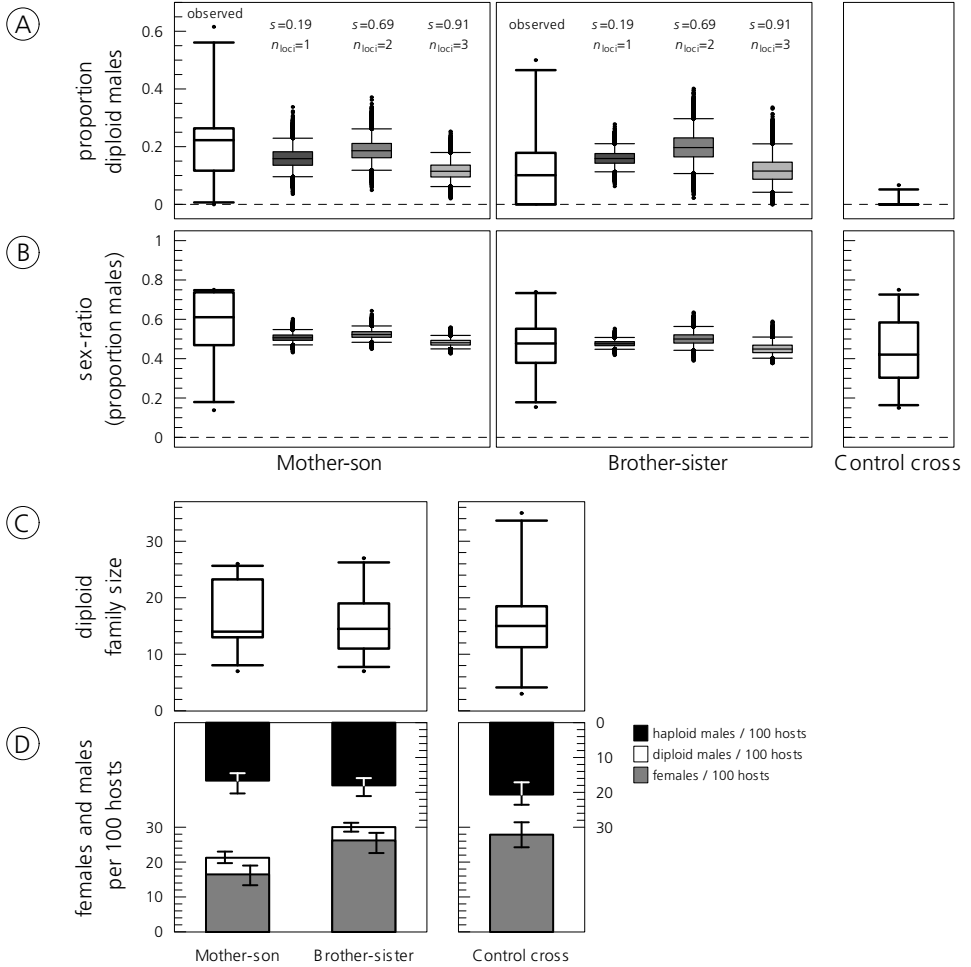 A
observed
s=0.19
s=0.69
s=0.91
nloci=1
nloci=2
nloci=3
observed
s=0.19
s=0.69
s=0.91
nloci=1
nloci=2
nloci=3
proportion
diploid males
0.6
0.4
0.2
0
B
sex-ratio
(proportion males)
1
0.8
0.6
0.4
0.2
0
Mother-son
Brother-sister
Control cross
C
diploid
family size
30
20
10
0
D
females and males
per 100 hosts
30
20
10
0
0
10
20
30
haploid males / 100 hosts
diploid males / 100 hosts
females / 100 hosts
Mother-son
Brother-sister
Control cross